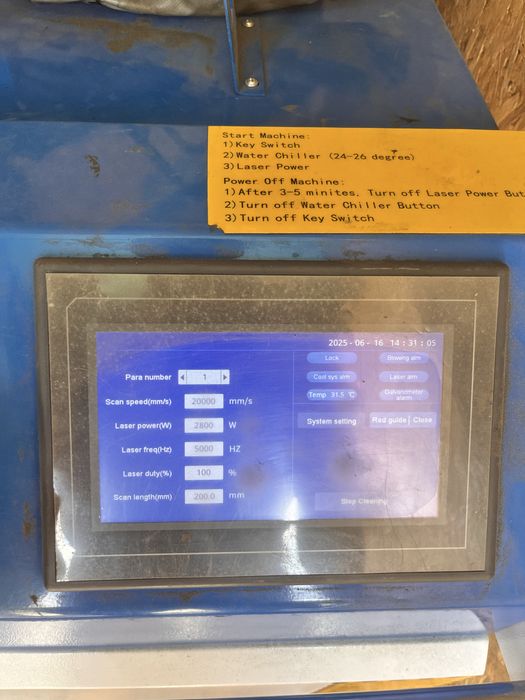 Start Machine:
1)Key Switch
2)Water Chiller (24-26 degree)
3)Laser Power
Power Off Machine:
1)After 3-5 minites, Turn off Laser Power But
2)Turn off Water Chiller Button
3)Turn off Key Switch
2025-06-16 14:31:05
Para number 1
Scan speed(mm/s) 20000 mm/s
Laser power(W) 2800 W
Laser freq(Hz) 5000 HZ
Laser duty(%) 100 %
Scan length(mm) 200.0 mm
Lock Blowing alm
Cool sys alm Laser alm
Temp 31.5 ℃ Galvanometer alarm
System setting Red guide Close
Stop Cleaning